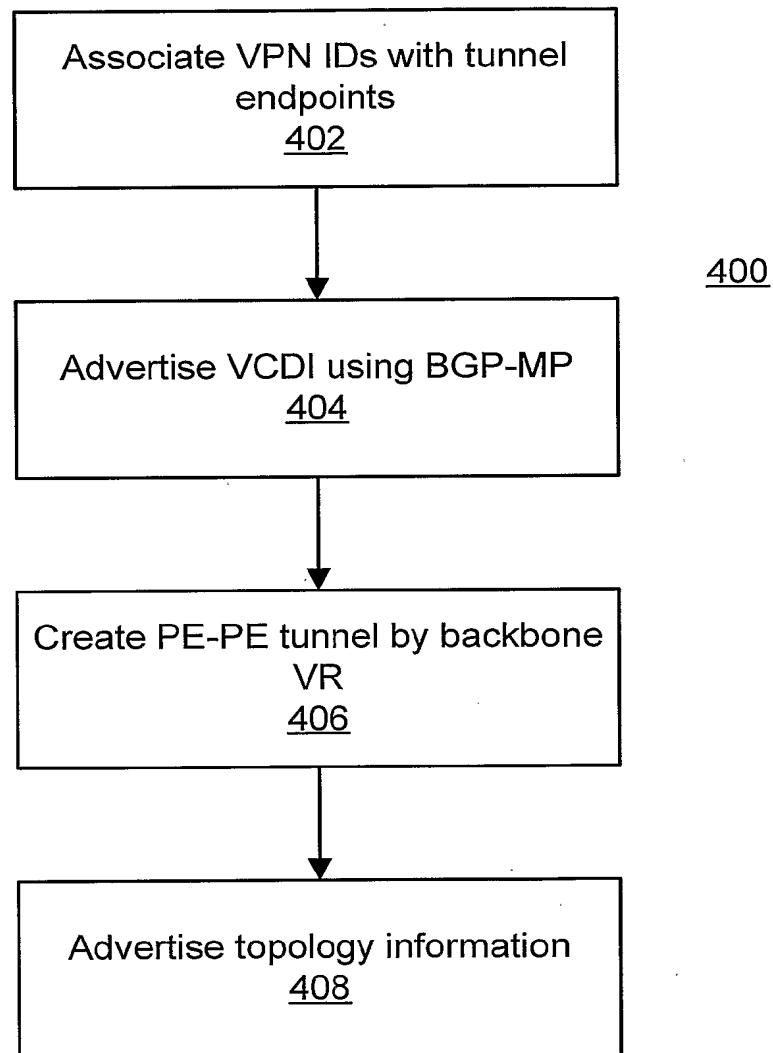 Associate VPN IDs with tunnel
endpoints
402
400
Advertise VCDI using BGP-MP
404
Create PE-PE tunnel by backbone
VR
406
Advertise topology information
408